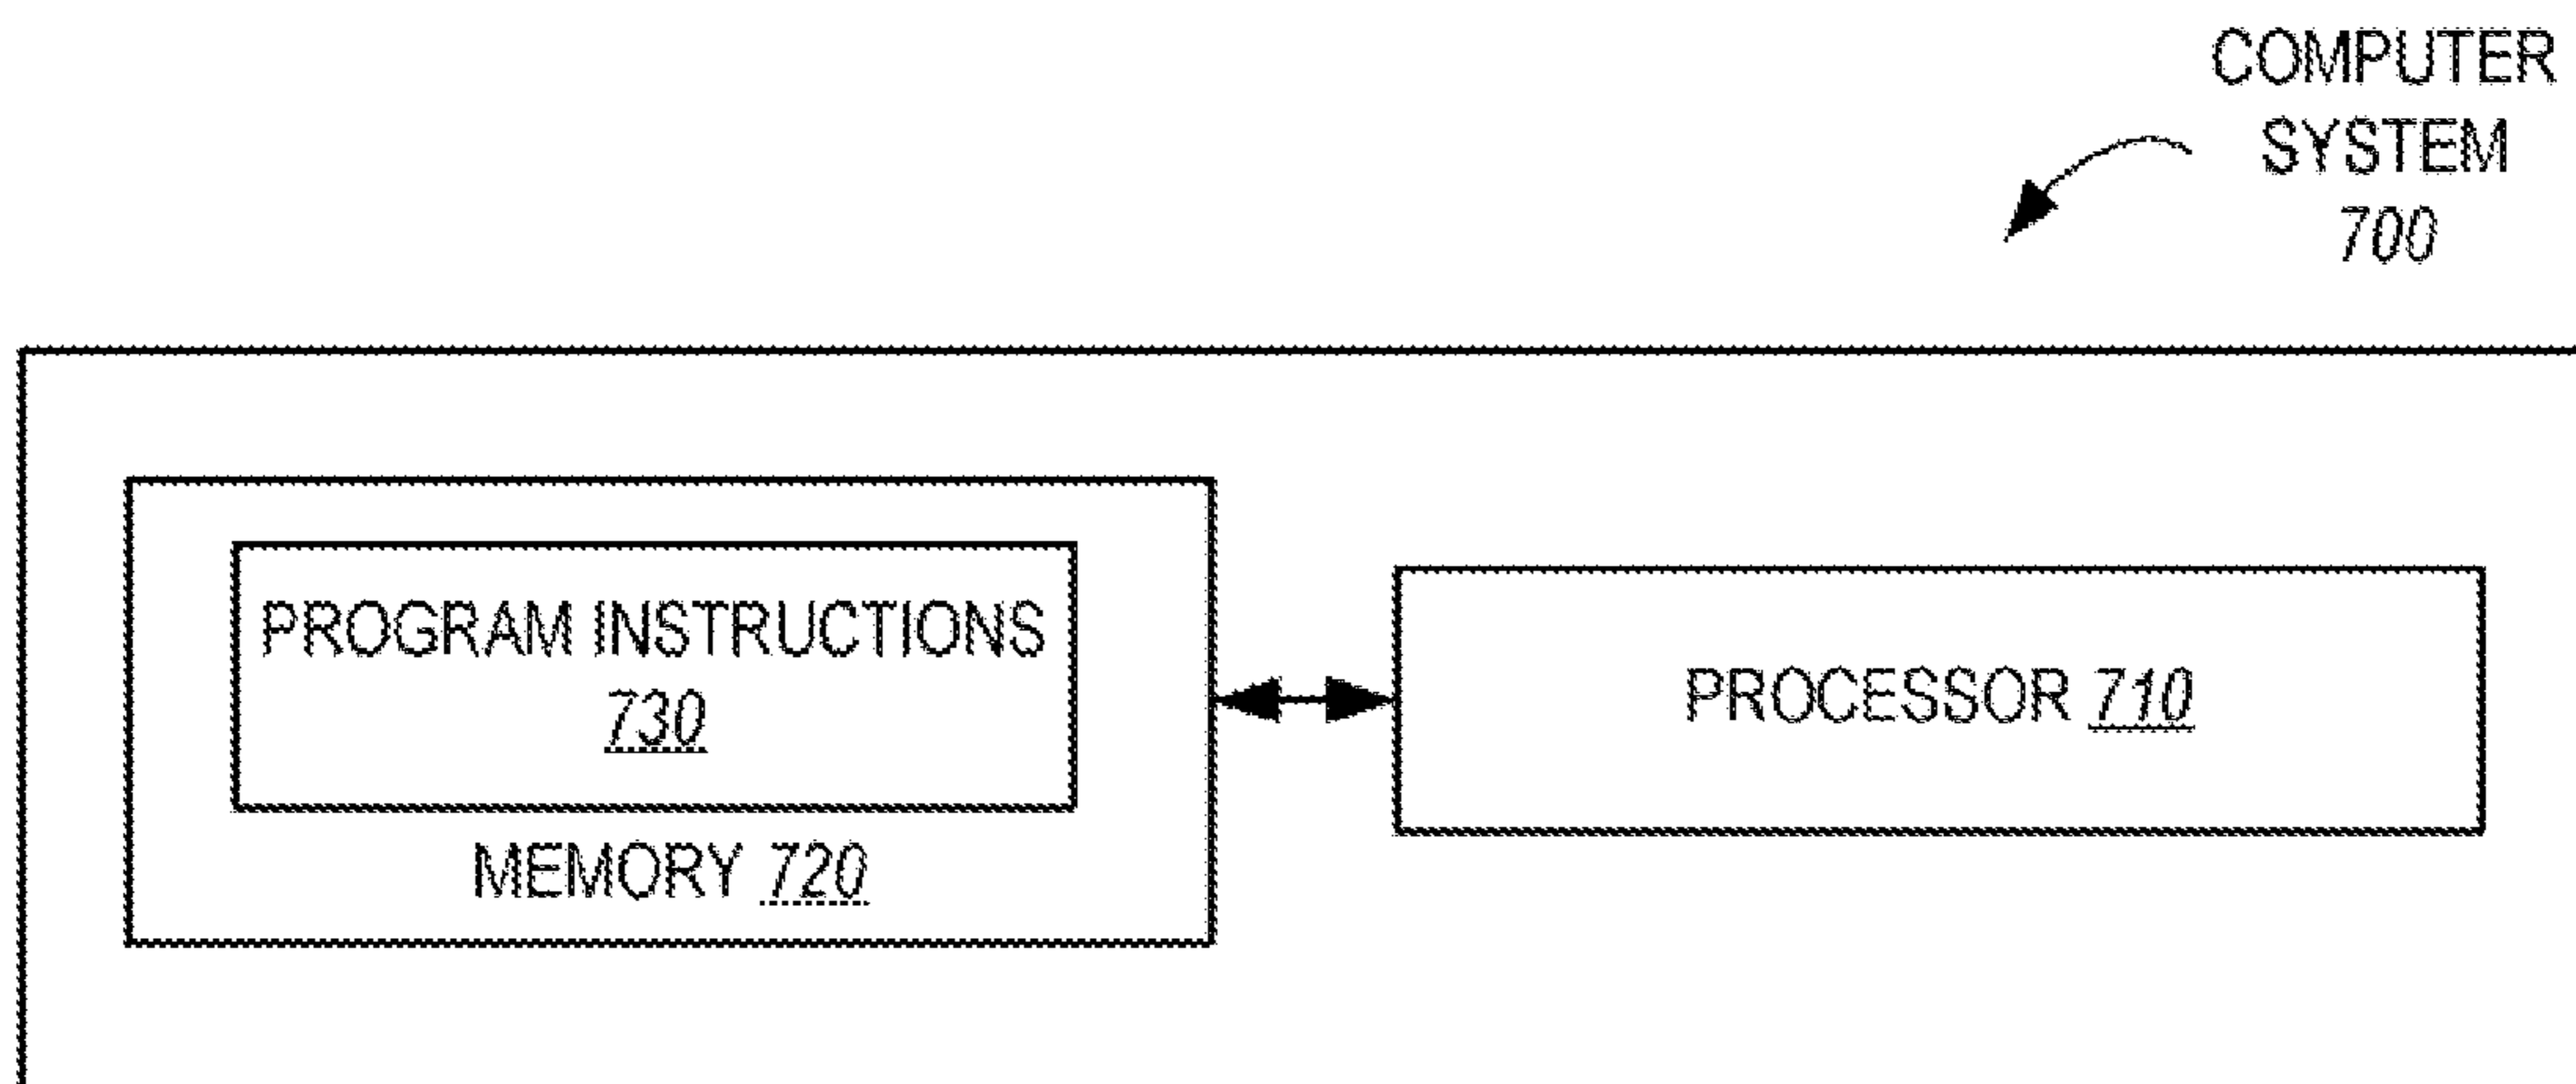 COMPUTER
SYSTEM
700
PROGRAM INSTRUCTIONS
730
PROCESSOR 710
MEMORY 720